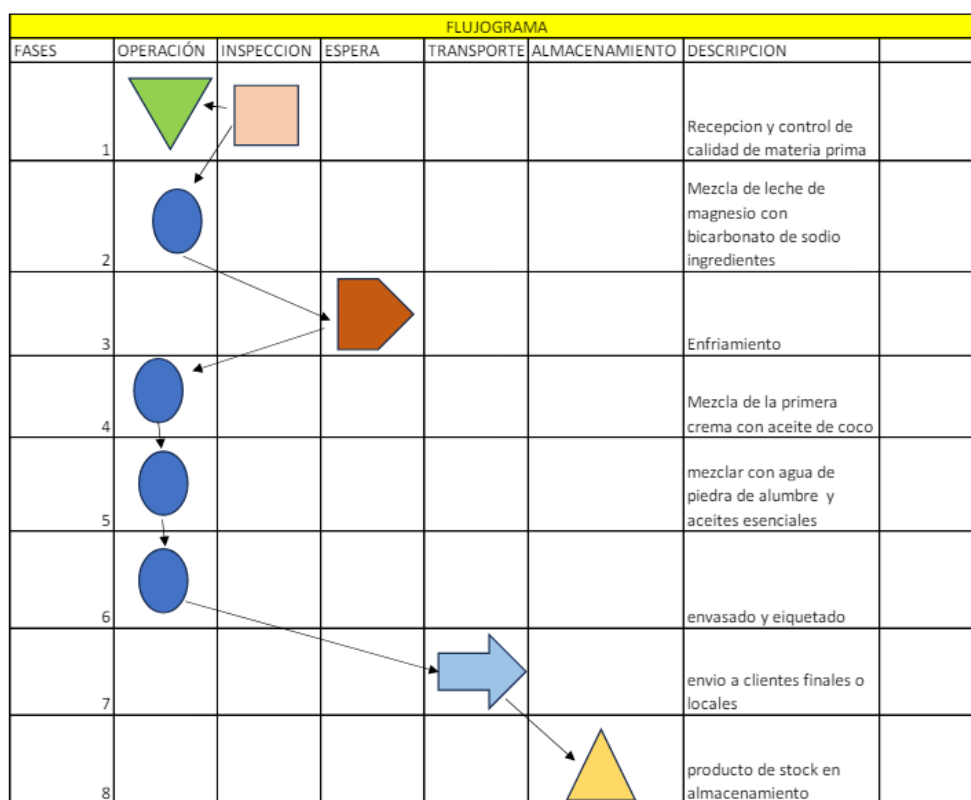 FLUJOGRAMA
FASES OPERACIÓN INSPECCION ESPERA TRANSPORTE ALMACENAMIENTO DESCRIPCION
1
Recepcion y control de
calidad de materia prima
2
Mezcla de leche de
magnesio con
bicarbonato de sodio
ingredientes
3
Enfriamiento
4
Mezcla de la primera
crema con aceite de coco
5
mezclar con agua de
piedra de alumbre y
aceites esenciales
6
envasado y eiquetado
7
envio a clientes finales o
locales
8
producto de stock en
almacenamiento